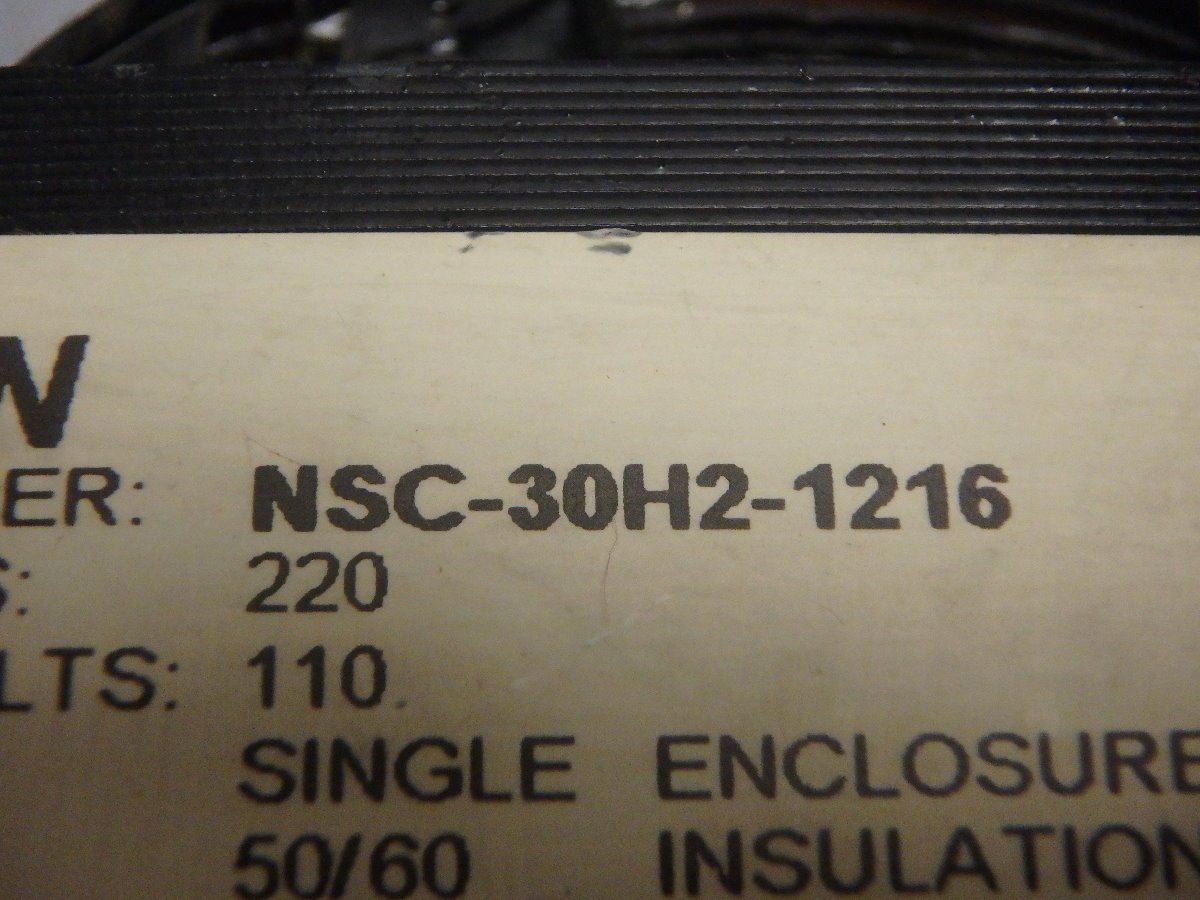 W
ER: NSC-30H2-1216
S: 220
LTS: 110
SINGLE ENCLOSURE
50/60 INSULATION